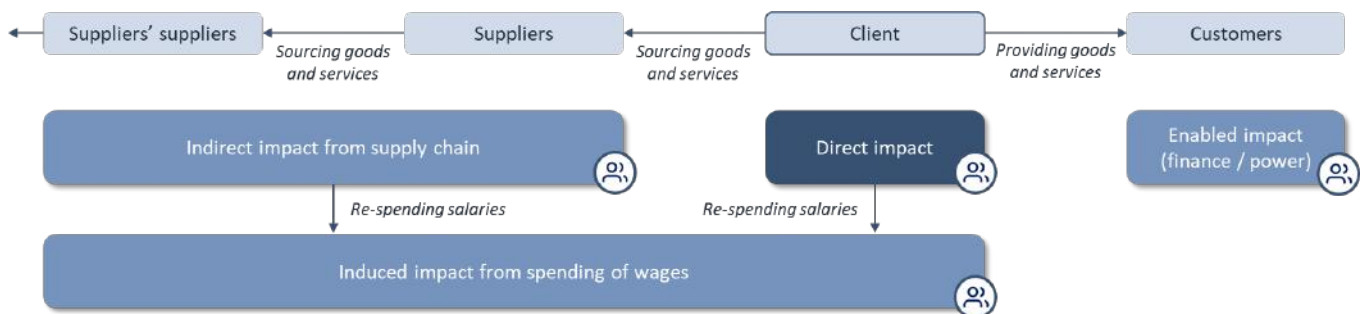 Suppliers’ suppliers
Suppliers
Client
Customers
Sourcing goods
and services
Sourcing goods
and services
Providing goods
and services
Indirect impact from supply chain
Direct impact
Enabled impact
(finance / power)
Re-spending salaries
Re-spending salaries
Induced impact from spending of wages